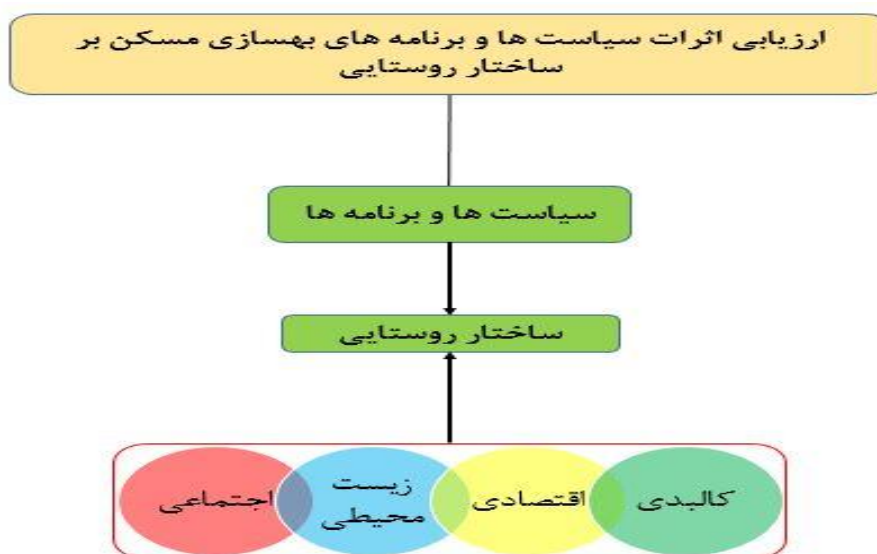 ارزیابی اثرات سیاست ها و برنامه های بهسازی مسکن بر
ساختار روستایی
سیاست ها و برنامه ها
ساختار روستایی
کالبدی
اقتصادی
زیست
محیطی
اجتماعی